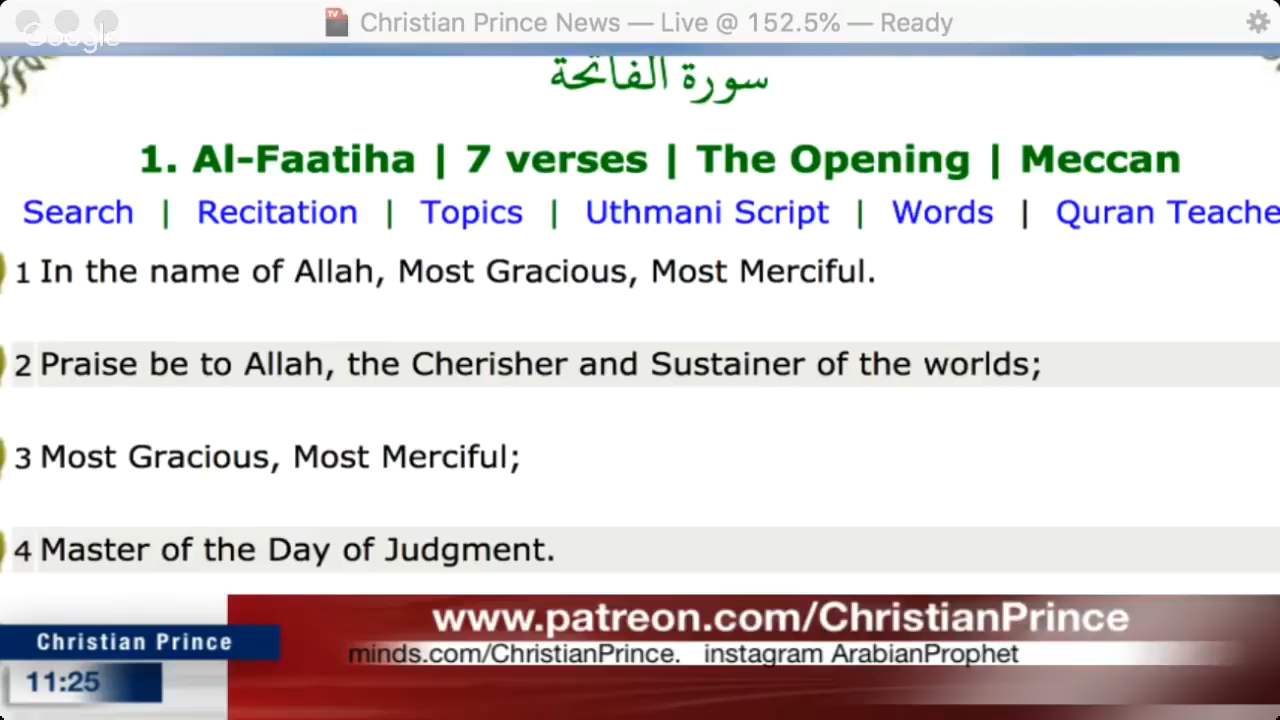 Christian Prince News — Live @ 152.5% — Ready
Google
سورة الفاتحة
1. Al-Faatiha | 7 verses | The Opening | Meccan
Search | Recitation | Topics | Uthmani Script | Words | Quran Teache
1 In the name of Allah, Most Gracious, Most Merciful.
2 Praise be to Allah, the Cherisher and Sustainer of the worlds;
3 Most Gracious, Most Merciful;
4 Master of the Day of Judgment.
www.patreon.com/ChristianPrince
Christian Prince
minds.com/ChristianPrince. instagram ArabianProphet
11:25